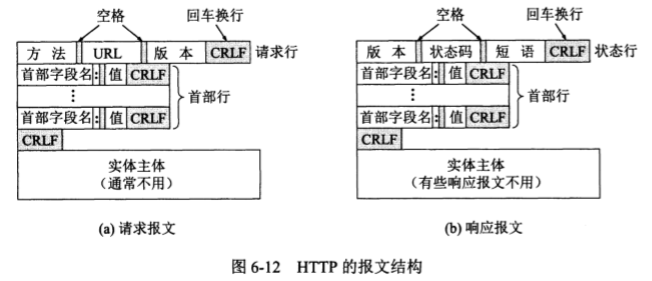 空格 回车换行
方 法 URL 版 本 CRLF 请求行
首部字段名: 值 CRLF
⋮ 首部行
首部字段名: 值 CRLF
CRLF
实体主体
（通常不用）
(a) 请求报文
空格 回车换行
版 本 状态码 短 语 CRLF 状态行
首部字段名: 值 CRLF
⋮ 首部行
首部字段名: 值 CRLF
CRLF
实体主体
（有些响应报文不用）
(b) 响应报文
图 6-12 HTTP 的报文结构